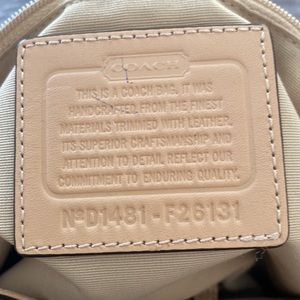 COACH
THIS IS A COACH BAG. IT WAS
HANDCRAFTED FROM THE FINEST
MATERIALS TRIMMED WITH LEATHER.
ITS SUPERIOR CRAFTSMANSHIP AND
ATTENTION TO DETAIL REFLECT OUR
COMMITMENT TO ENDURING QUALITY.
Nº D1481-F26131